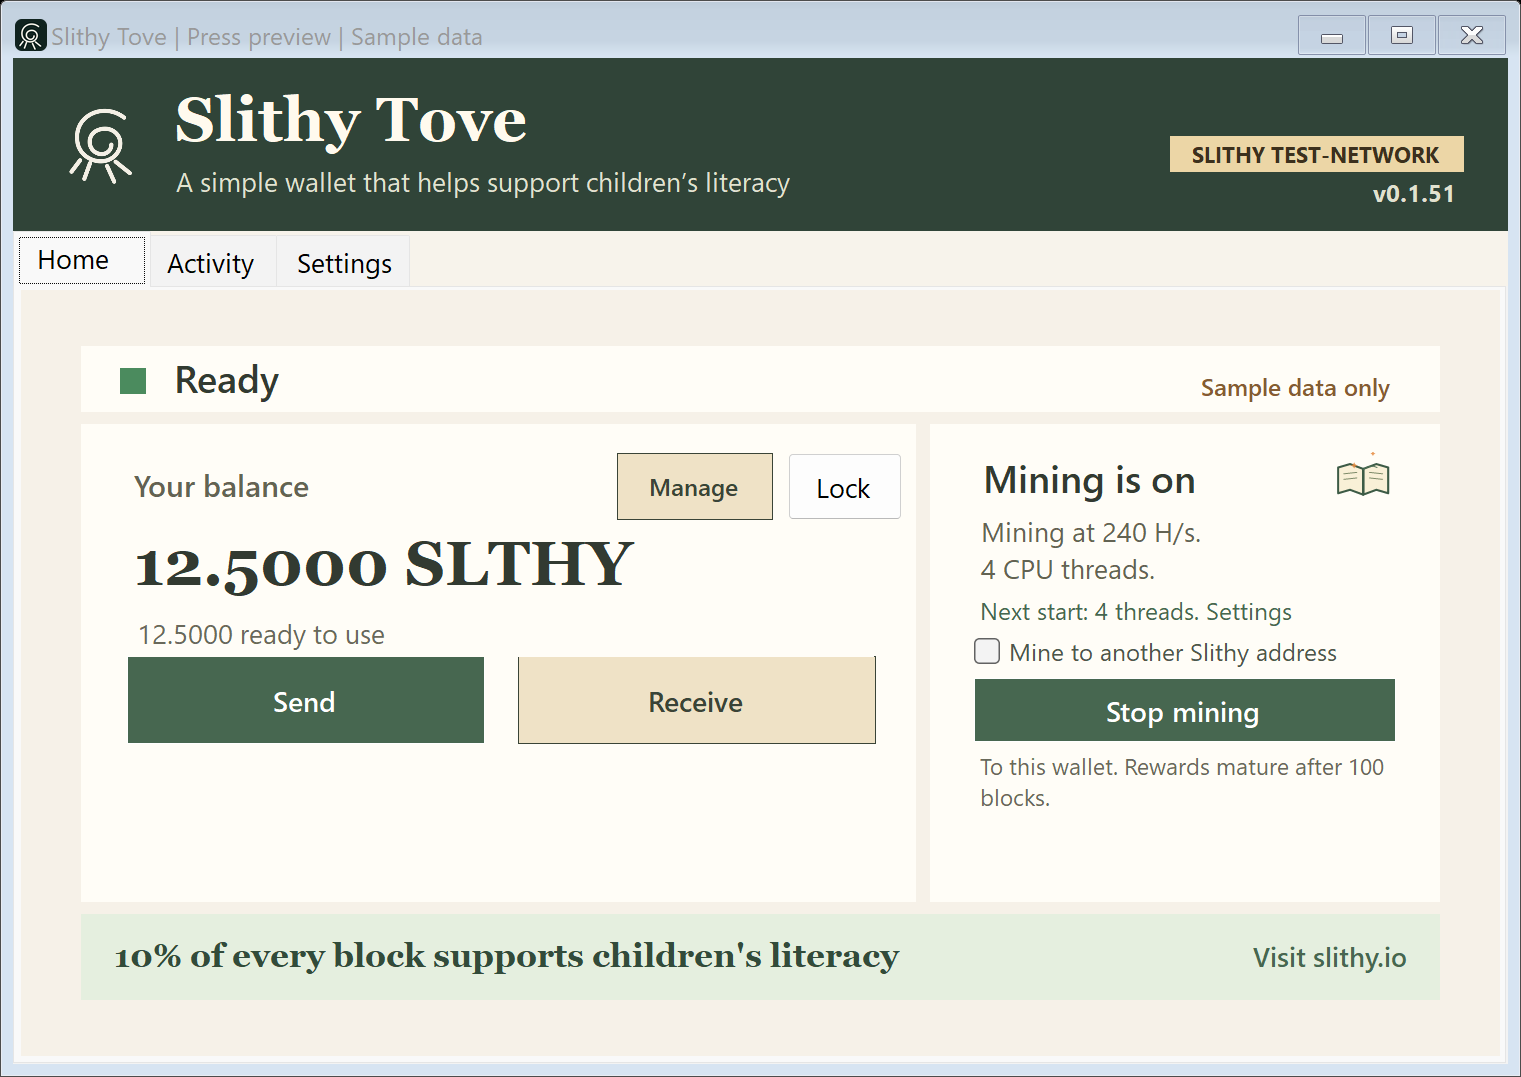 Slithy Tove | Press preview | Sample data
Slithy Tove
A simple wallet that helps support children’s literacy
SLITHY TEST-NETWORK
v0.1.51
Home
Activity
Settings
Ready
Sample data only
Your balance
Manage
Lock
12.5000 SLTHY
12.5000 ready to use
Send
Receive
Mining is on
Mining at 240 H/s.
4 CPU threads.
Next start: 4 threads. Settings
Mine to another Slithy address
Stop mining
To this wallet. Rewards mature after 100
blocks.
10% of every block supports children's literacy
Visit slithy.io